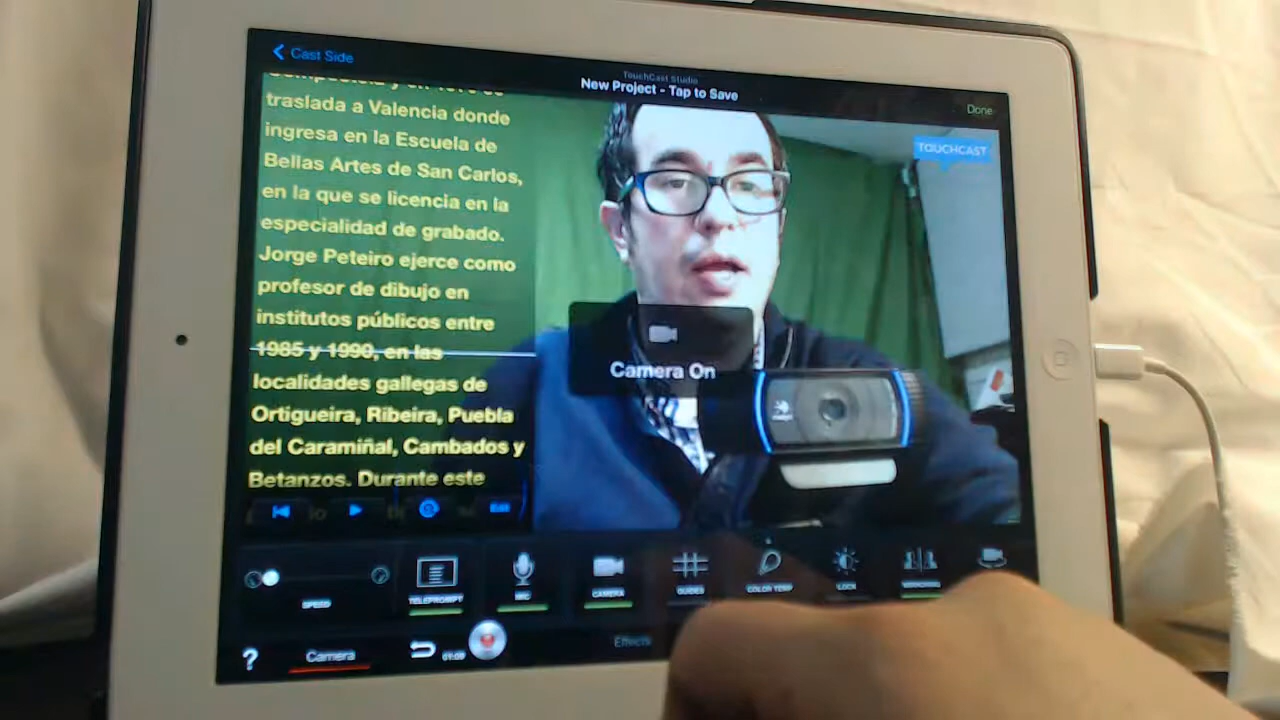 Cast Side
TouchCast Studio
New Project - Tap to Save
Done
TOUCHCAST
traslada a Valencia donde
ingresa en la Escuela de
Bellas Artes de San Carlos,
en la que se licencia en la
especialidad de grabado.
Jorge Peteiro ejerce como
profesor de dibujo en
institutos públicos entre
1985 y 1990, en las
localidades gallegas de
Ortigueira, Ribeira, Puebla
del Caramiñal, Cambados y
Betanzos. Durante este
Camera On
Edit
SPEED
TELEPROMPT
MIC
CAMERA
GUIDES
COLOR TEMP
LOCK
?
Camera
Effects